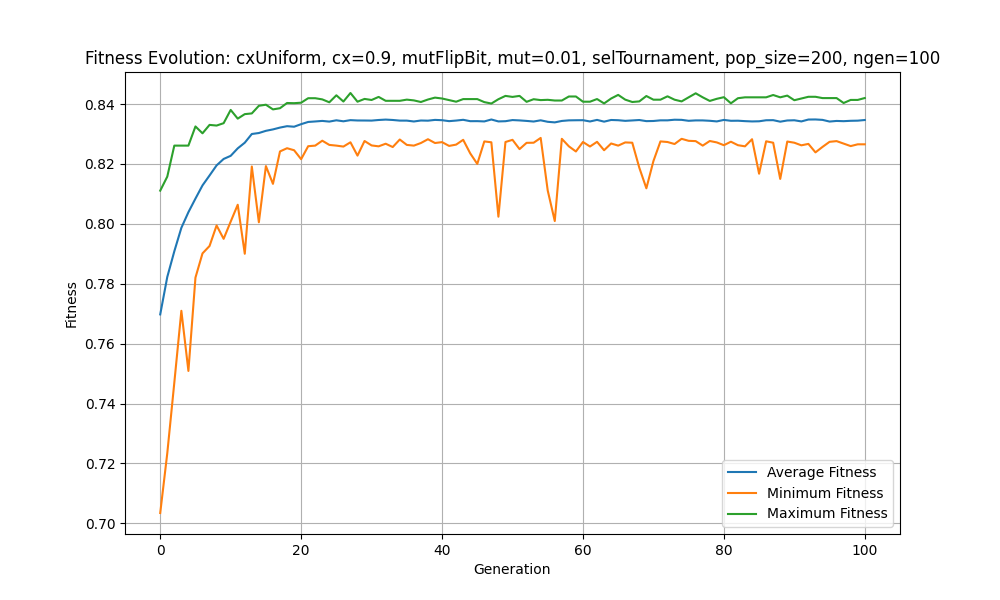 Fitness Evolution: cxUniform, cx=0.9, mutFlipBit, mut=0.01, selTournament, pop_size=200, ngen=100
Fitness
0.84
0.82
0.80
0.78
0.76
0.74
0.72
0.70
Average Fitness
Minimum Fitness
Maximum Fitness
0 20 40 60 80 100
Generation